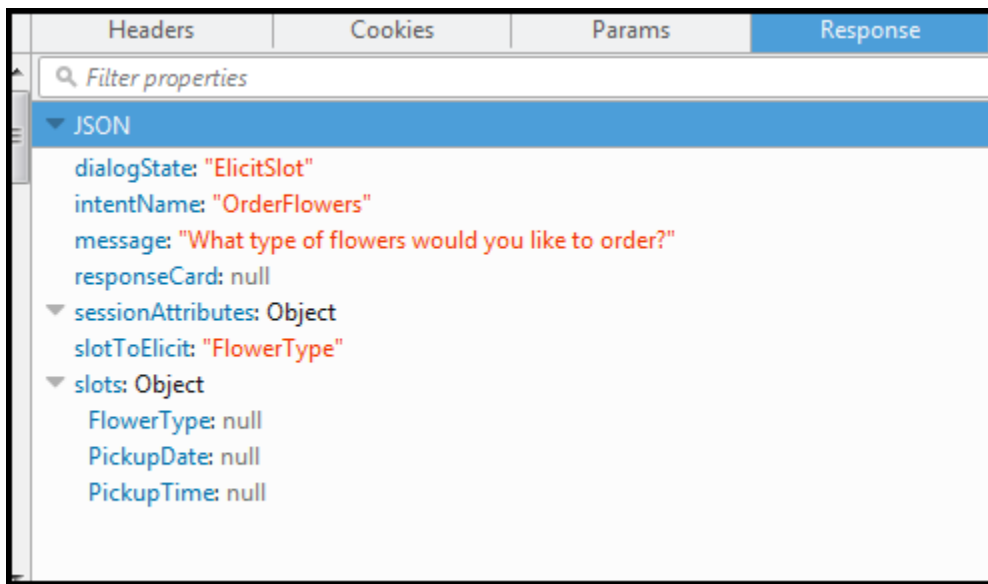 Headers Cookies Params Response
Filter properties
JSON
dialogState: "ElicitSlot"
intentName: "OrderFlowers"
message: "What type of flowers would you like to order?"
responseCard: null
sessionAttributes: Object
slotToElicit: "FlowerType"
slots: Object
FlowerType: null
PickupDate: null
PickupTime: null